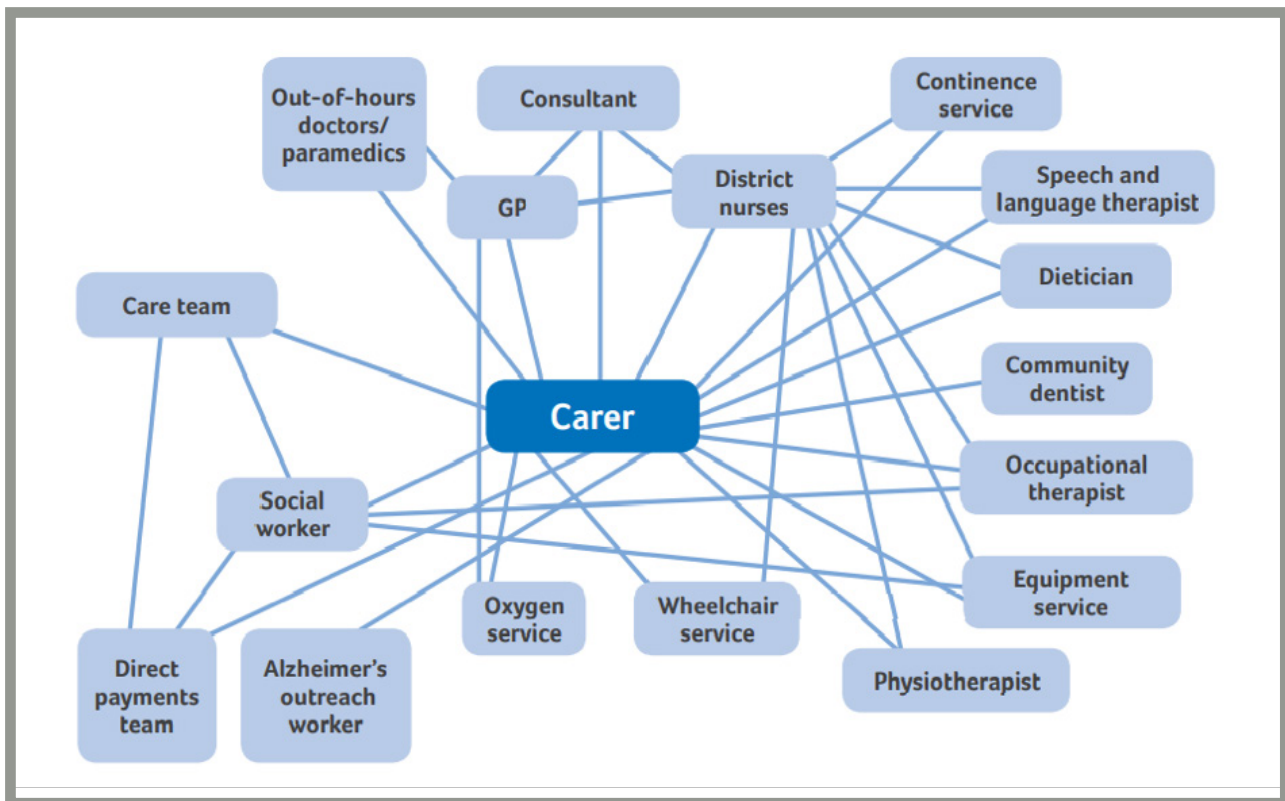 Out-of-hours
doctors/
paramedics
Consultant
Continence
service
GP
District
nurses
Speech and
language therapist
Care team
Dietician
Community
dentist
Carer
Occupational
therapist
Social
worker
Equipment
service
Oxygen
service
Wheelchair
service
Direct
payments
team
Alzheimer's
outreach
worker
Physiotherapist